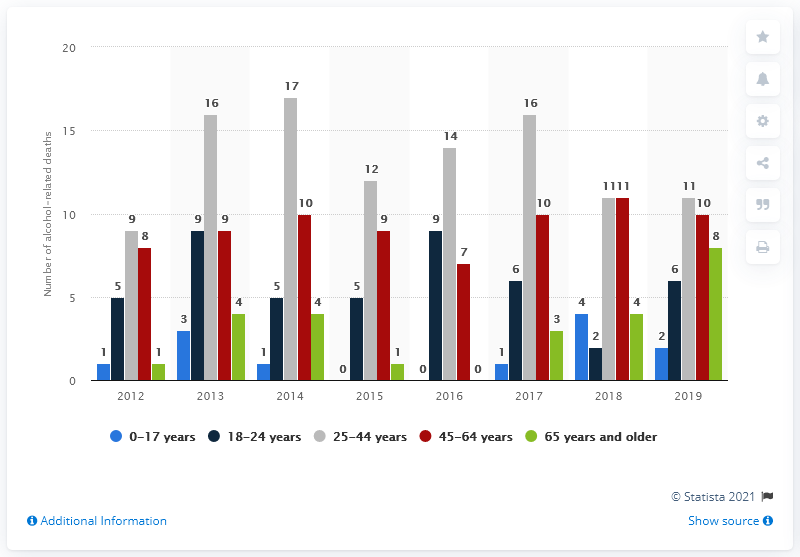 20
15
10
5
0
Number of alcohol-related deaths
1 5 9 8 1
3 9 16 9 4
1 5 17 10 4
0 5 12 9 1
0 9 14 7 0
1 6 16 10 3
4 2 11 11 4
2 6 11 10 8
2012 2013 2014 2015 2016 2017 2018 2019
0-17 years 18-24 years 25-44 years 45-64 years 65 years and older
© Statista 2021
Additional Information
Show source